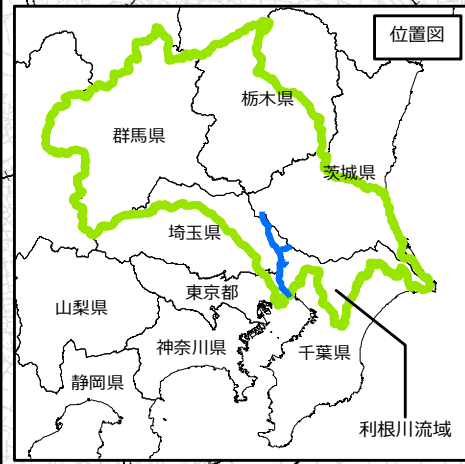 位置図
栃木県
群馬県
茨城県
埼玉県
東京都
山梨県
神奈川県
千葉県
静岡県
利根川流域